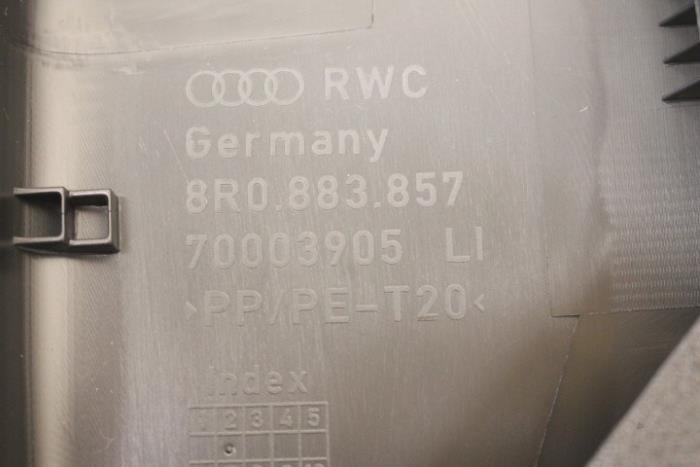 RWC
Germany
8R0.883.857
70003905 LI
>PP/PE-T20<
Index
1 2 3 4 5